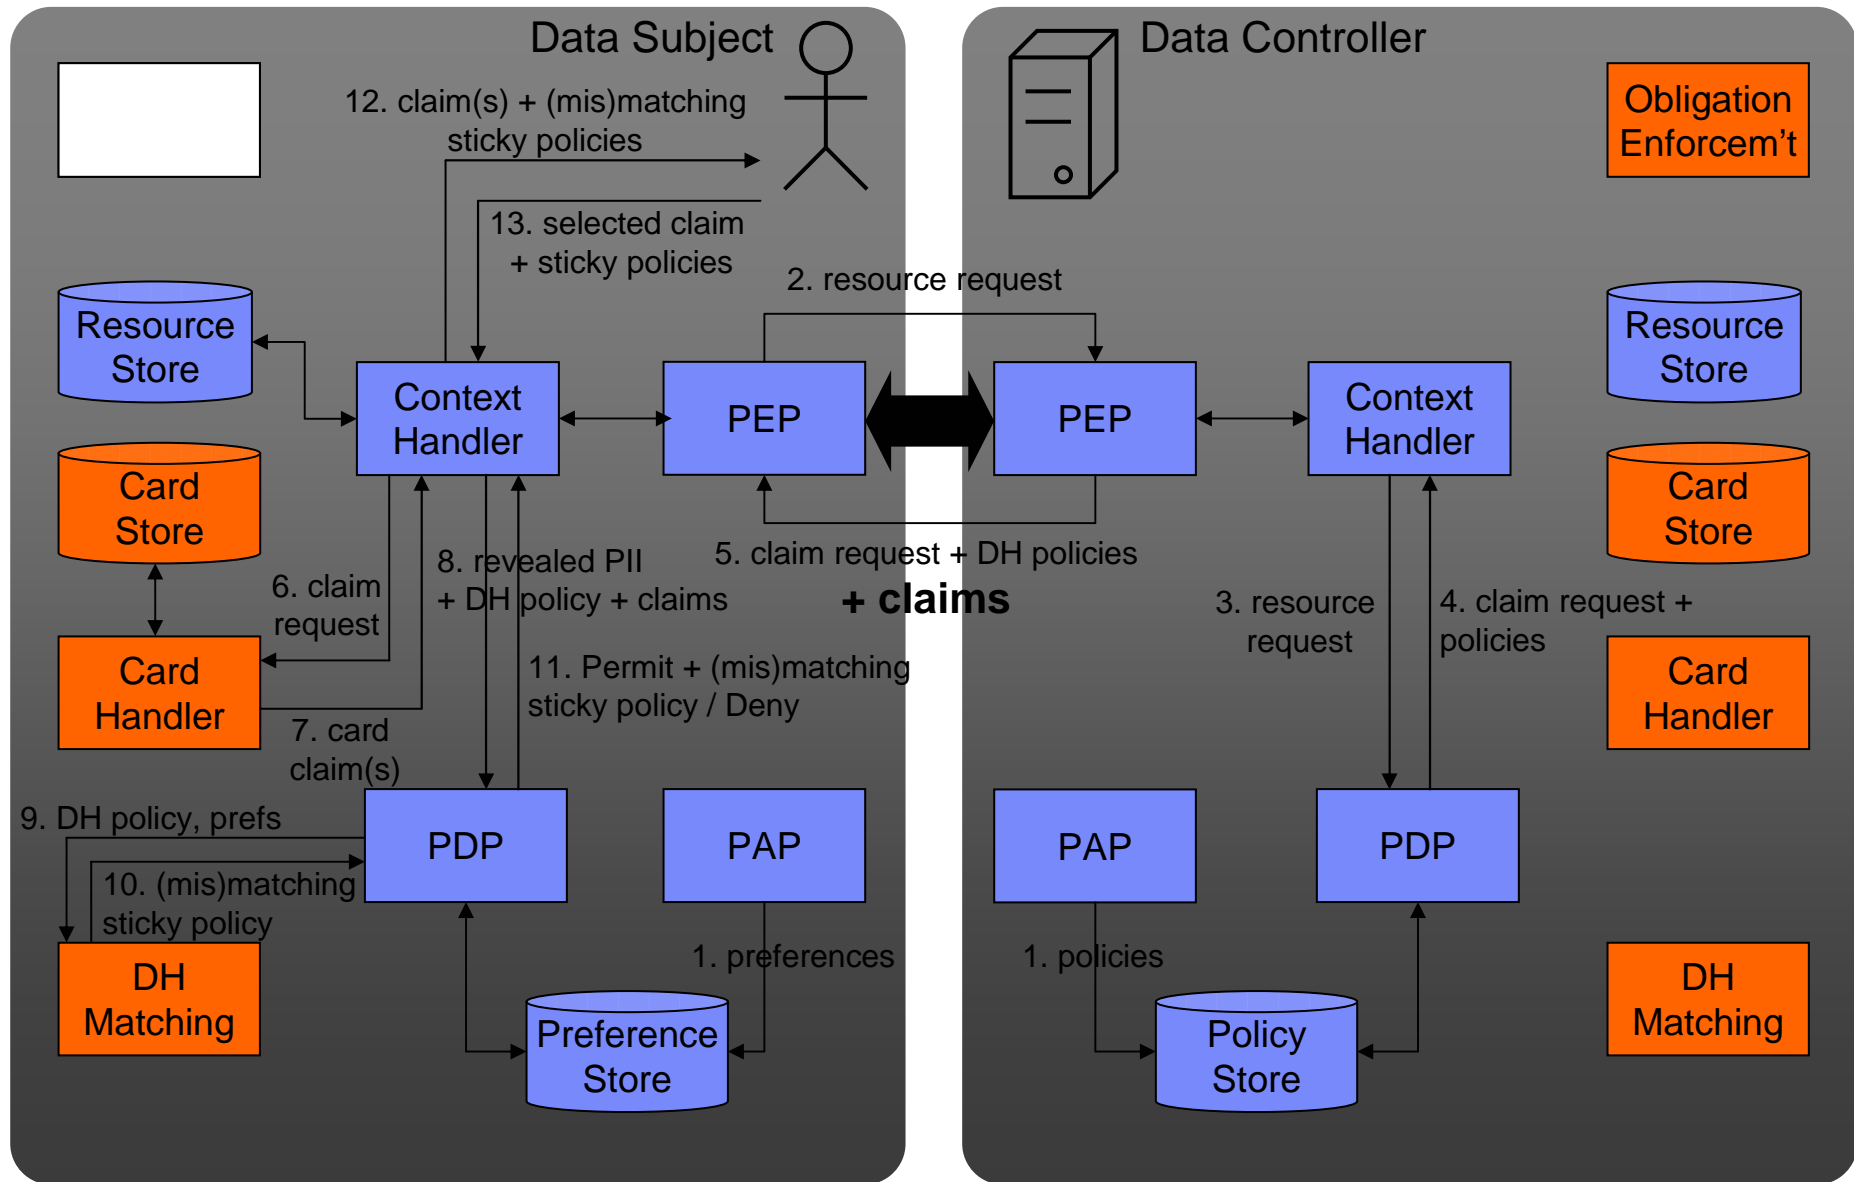 Data Subject
Data Controller
12. claim(s) + (mis)matching
sticky policies
Obligation
Enforcem't
13. selected claim
+ sticky policies
2. resource request
Resource
Store
Context
Handler
PEP
PEP
Context
Handler
Resource
Store
Card
Store
Card
Store
6. claim
request
8. revealed PII
+ DH policy + claims
5. claim request + DH policies
+ claims
3. resource
request
4. claim request +
policies
Card
Handler
7. card
claim(s)
11. Permit + (mis)matching
sticky policy / Deny
Card
Handler
9. DH policy, prefs
PDP
PAP
PAP
PDP
10. (mis)matching
sticky policy
1. preferences
1. policies
DH
Matching
Preference
Store
Policy
Store
DH
Matching